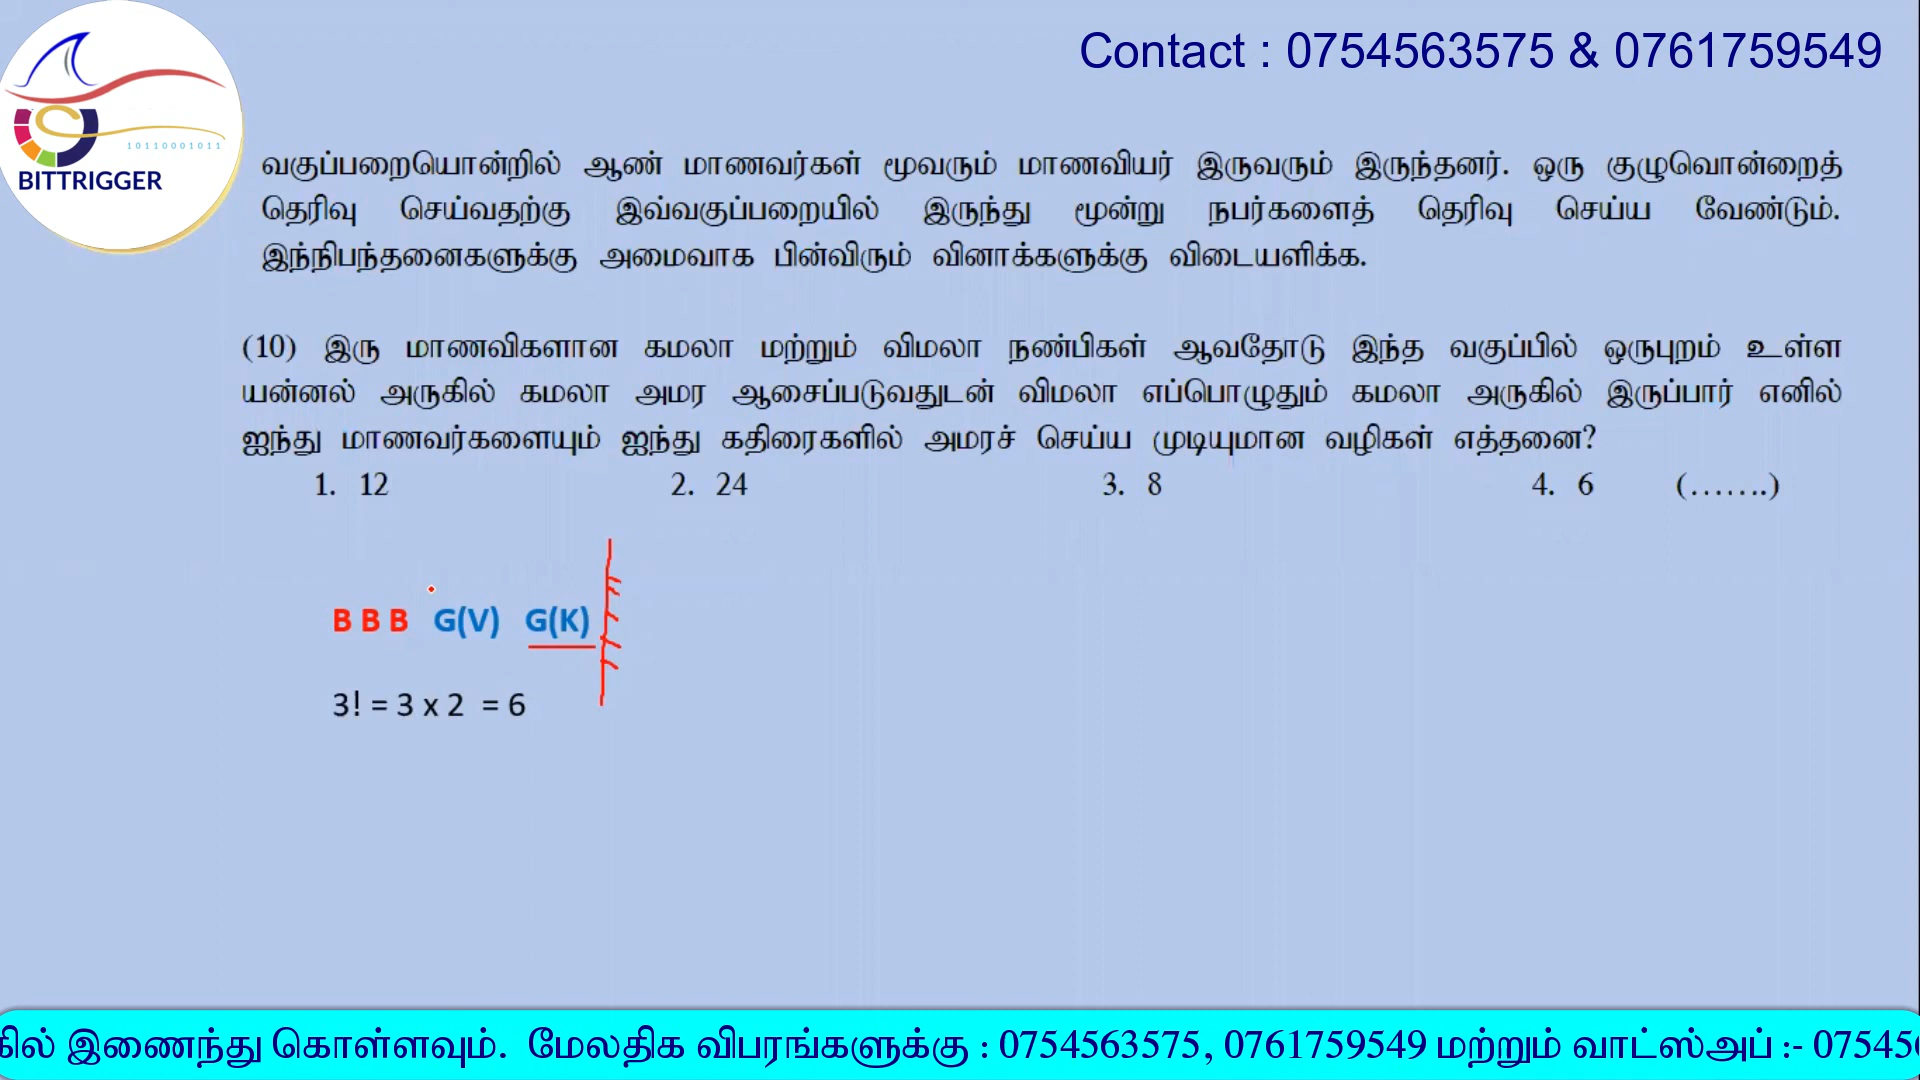 Contact : 0754563575 & 0761759549
10110001011
BITTRIGGER
வகுப்பறையொன்றில் ஆண் மாணவர்கள் மூவரும் மாணவியர் இருவரும் இருந்தனர். ஒரு குழுவொன்றைத்
தெரிவு செய்வதற்கு இவ்வகுப்பறையில் இருந்து மூன்று நபர்களைத் தெரிவு செய்ய வேண்டும்.
இந்நிபந்தனைகளுக்கு அமைவாக பின்விரும் வினாக்களுக்கு விடையளிக்க.
(10) இரு மாணவிகளான கமலா மற்றும் விமலா நண்பிகள் ஆவதோடு இந்த வகுப்பில் ஒருபுறம் உள்ள
யன்னல் அருகில் கமலா அமர ஆசைப்படுவதுடன் விமலா எப்பொழுதும் கமலா அருகில் இருப்பார் எனில்
ஐந்து மாணவர்களையும் ஐந்து கதிரைகளில் அமரச் செய்ய முடியுமான வழிகள் எத்தனை?
1. 12 2. 24 3. 8 4. 6 (.......)
B B B G(V) G(K)
3! = 3 x 2 = 6
கில் இணைந்து கொள்ளவும். மேலதிக விபரங்களுக்கு : 0754563575, 0761759549 மற்றும் வாட்ஸ்அப் :- 07545